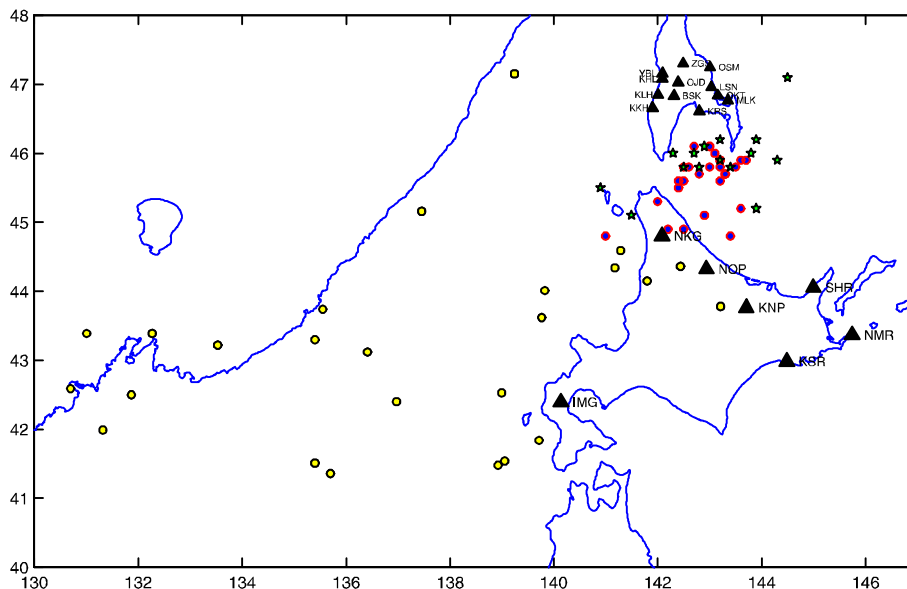 48
47
46
45
44
43
42
41
40
130
132
134
136
138
140
142
144
146
ZGS
OSM
YBL
OJD
LSN
KLH
BSK
MLK
KKH
KRS
NKG
NOP
SHR
KNP
NMR
KSR
IMG